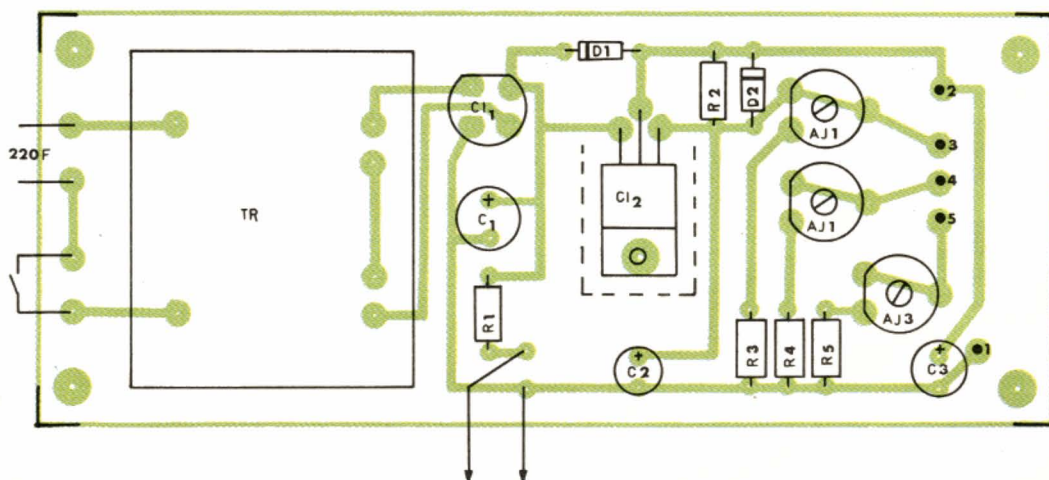 D1
R2
D2
CI1
AJ1
2
3
220F
TR
C1
+
CI2
AJ1
4
5
R1
AJ3
R3
R4
R5
+
C2
+
C3
1